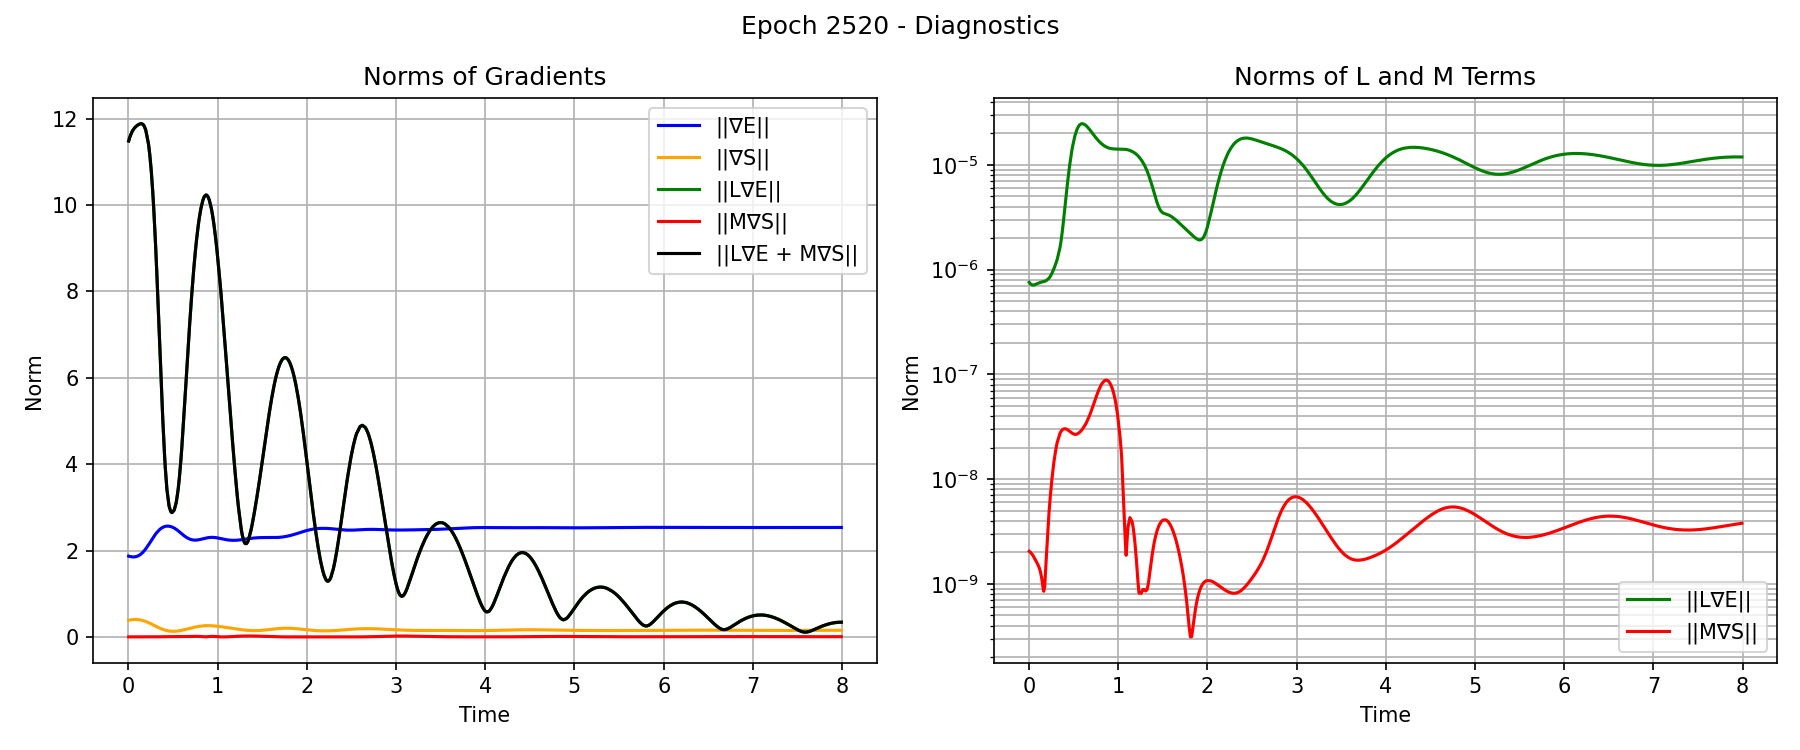 Epoch 2520 - Diagnostics
Norms of Gradients
Norm
12
10
8
6
4
2
0
||∇E||
||∇S||
||L∇E||
||M∇S||
||L∇E + M∇S||
0 1 2 3 4 5 6 7 8
Time
Norms of L and M Terms
Norm
10⁻⁵
10⁻⁶
10⁻⁷
10⁻⁸
10⁻⁹
||L∇E||
||M∇S||
0 1 2 3 4 5 6 7 8
Time